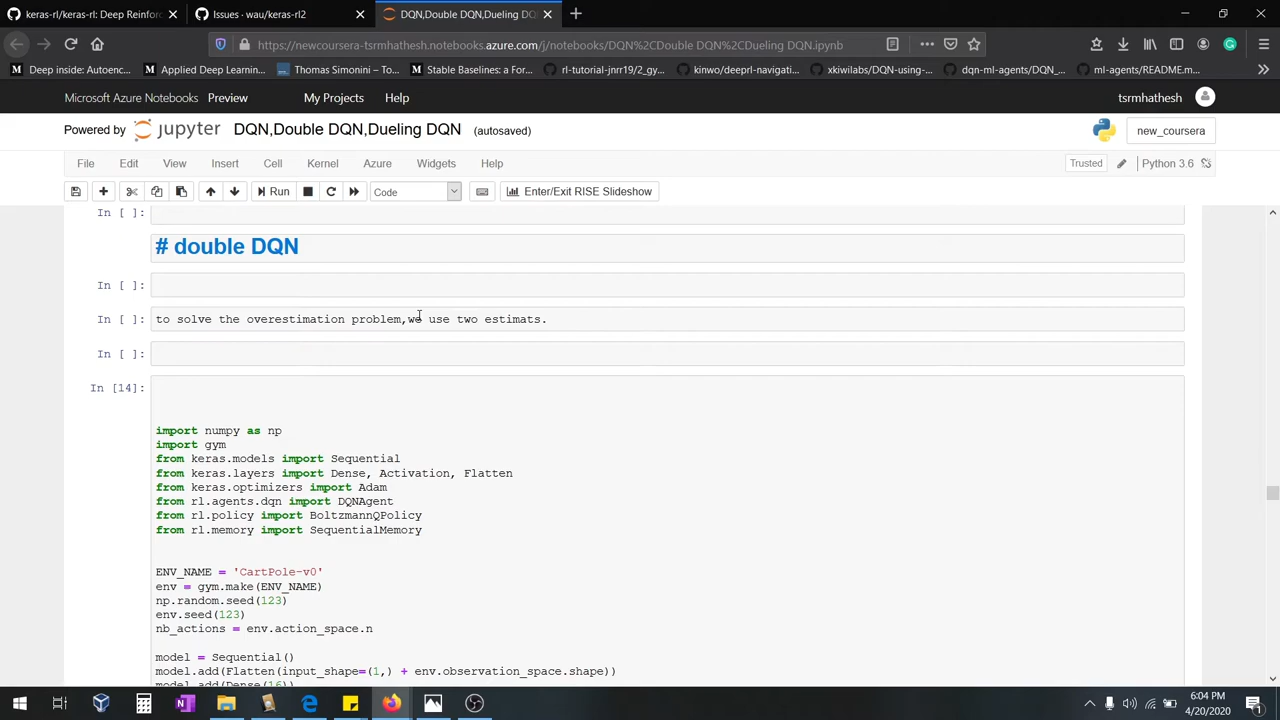 keras-rl/keras-rl: Deep Reinforc
Issues · wau/keras-rl2
DQN,Double DQN,Dueling DQN
https://newcoursera-tsrmhathesh.notebooks.azure.com/j/notebooks/DQN%2CDouble DQN%2CDueling DQN.ipynb
Deep inside: Autoenc...
Applied Deep Learnin...
Thomas Simonini – To...
Stable Baselines: a For...
rl-tutorial-jnrr19/2_gy...
kinwo/deeprl-navigati...
xkiwilabs/DQN-using-...
dqn-ml-agents/DQN_...
ml-agents/README.m...
Microsoft Azure Notebooks Preview My Projects Help tsrmhathesh
Powered by jupyter DQN,Double DQN,Dueling DQN (autosaved) new_coursera
File Edit View Insert Cell Kernel Azure Widgets Help Trusted Python 3.6
Run Code Enter/Exit RISE Slideshow
In [ ]:
# double DQN
In [ ]:
In [ ]: to solve the overestimation problem,we use two estimats.
In [ ]:
In [14]:
import numpy as np
import gym
from keras.models import Sequential
from keras.layers import Dense, Activation, Flatten
from keras.optimizers import Adam
from rl.agents.dqn import DQNAgent
from rl.policy import BoltzmannQPolicy
from rl.memory import SequentialMemory
ENV_NAME = 'CartPole-v0'
env = gym.make(ENV_NAME)
np.random.seed(123)
env.seed(123)
nb_actions = env.action_space.n
model = Sequential()
model.add(Flatten(input_shape=(1,) + env.observation_space.shape))
model.add(Dense(16))
6:04 PM
4/20/2020